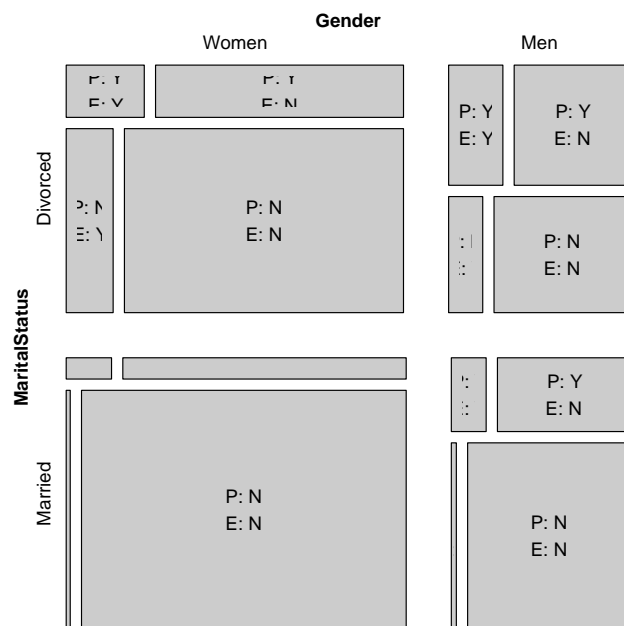 Gender
Women
Men
E: Y
E: N
P: Y
E: Y
P: Y
E: N
Divorced
P: N
E: Y
P: N
E: N
P: N
E: N
MaritalStatus
P: Y
E: N
Married
P: N
E: N
P: N
E: N